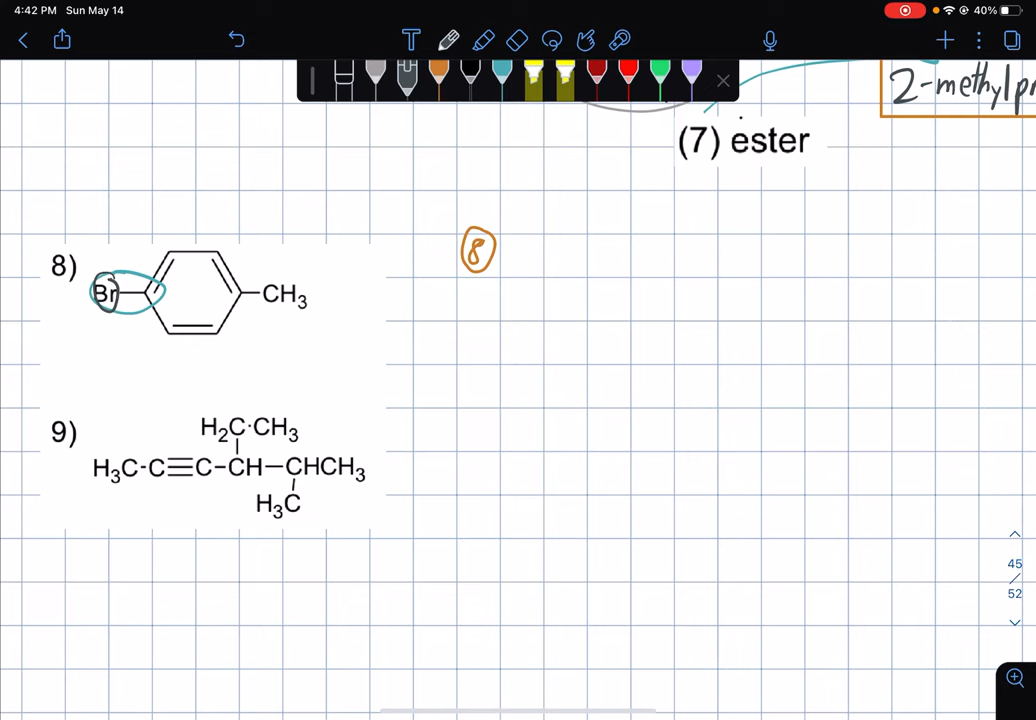 4:42 PM Sun May 14
40%
T
2-methylpr
(7) ester
8
8)
Br
CH3
9)
H2C·CH3
H3C·C≡C–CH–CHCH3
H3C
45
52